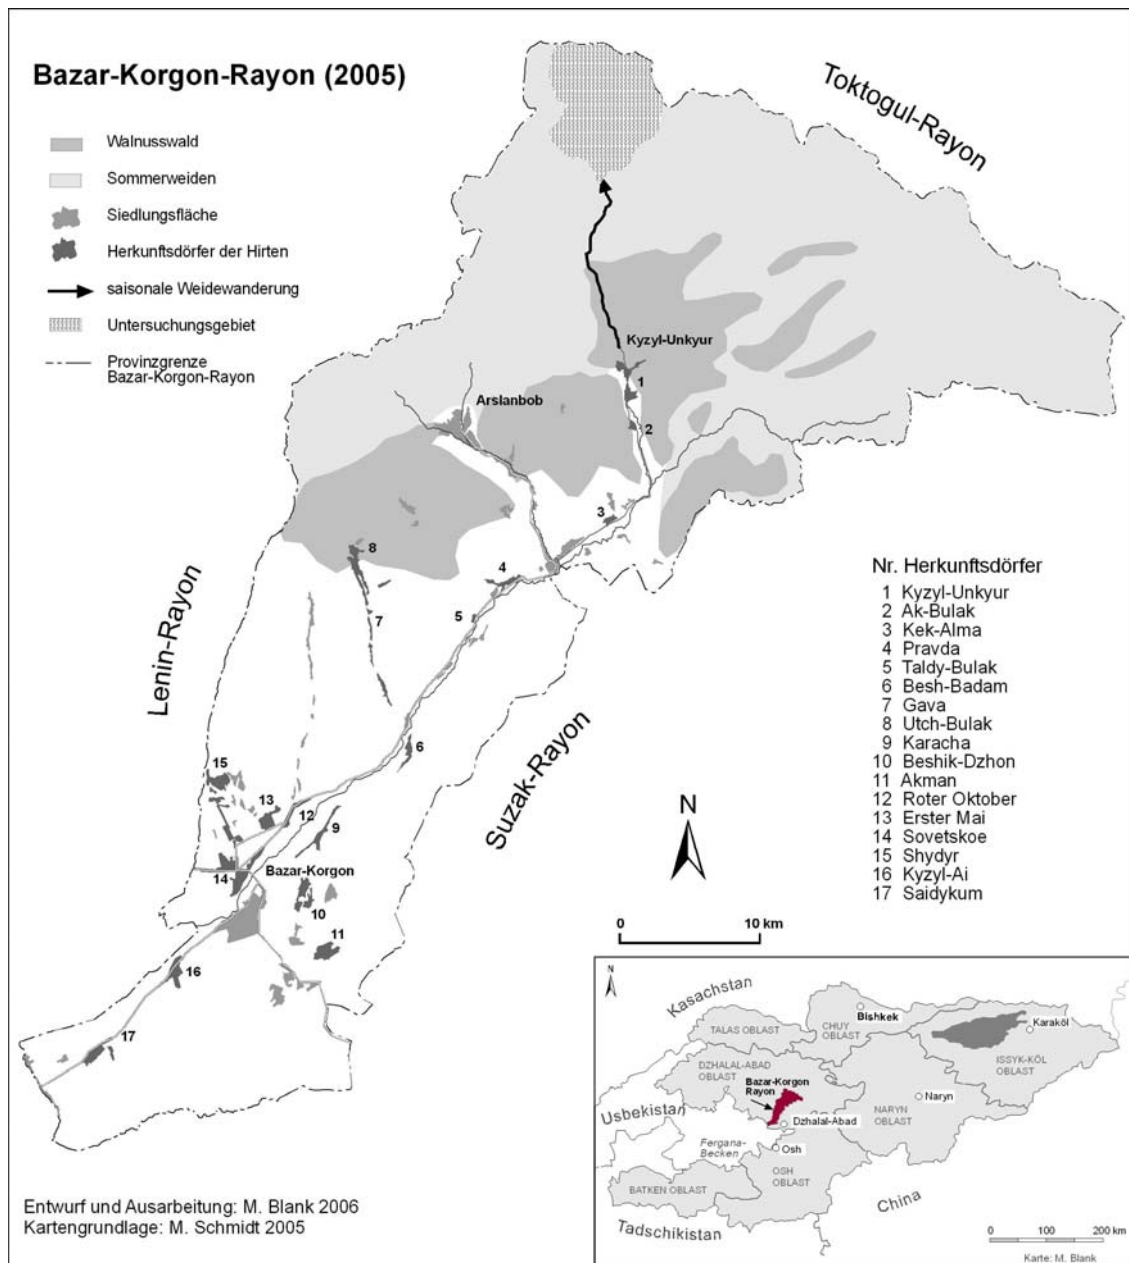 Bazar-Korgon-Rayon (2005)
Toktogul-Rayon
Walnusswald
Sommerweiden
Siedlungsfläche
Herkunftsdörfer der Hirten
saisonale Weidewanderung
Untersuchungsgebiet
Provinzgrenze
Bazar-Korgon-Rayon
Kyzyl-Unkyur
1
Arslanbob
2
3
8
4
7
5
Lenin-Rayon
6
Suzak-Rayon
15
13
12
9
Bazar-Korgon
14
10
11
16
17
Nr. Herkunftsdörfer
1 Kyzyl-Unkyur
2 Ak-Bulak
3 Kek-Alma
4 Pravda
5 Taldy-Bulak
6 Besh-Badam
7 Gava
8 Utch-Bulak
9 Karacha
10 Beshik-Dzhon
11 Akman
12 Roter Oktober
13 Erster Mai
14 Sovetskoe
15 Shydyr
16 Kyzyl-Ai
17 Saidykum
N
0 10 km
N
Kasachstan
Bishkek
TALAS OBLAST
CHUY
OBLAST
Karaköl
ISSYK-KÖL
OBLAST
DZHALAL-ABAD
OBLAST
Bazar-Korgon
Rayon
Usbekistan
Naryn
NARYN
OBLAST
Dzhalal-Abad
Fergana-
Becken
Osh
OSH
OBLAST
BATKEN OBLAST
China
Tadschikistan
0 100 200 km
Karte: M. Blank
Entwurf und Ausarbeitung: M. Blank 2006
Kartengrundlage: M. Schmidt 2005